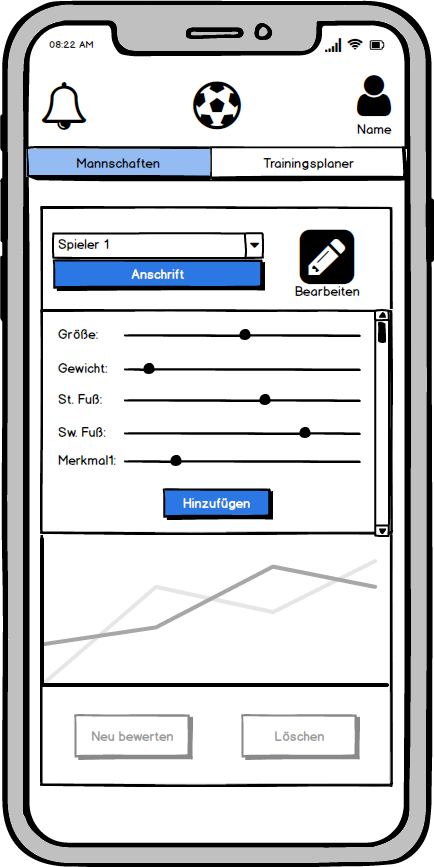 08:22 AM
Name
Mannschaften
Trainingsplaner
Spieler 1
Anschrift
Bearbeiten
Größe:
Gewicht:
St. Fuß:
Sw. Fuß:
Merkmal1:
Hinzufügen
Neu bewerten
Löschen